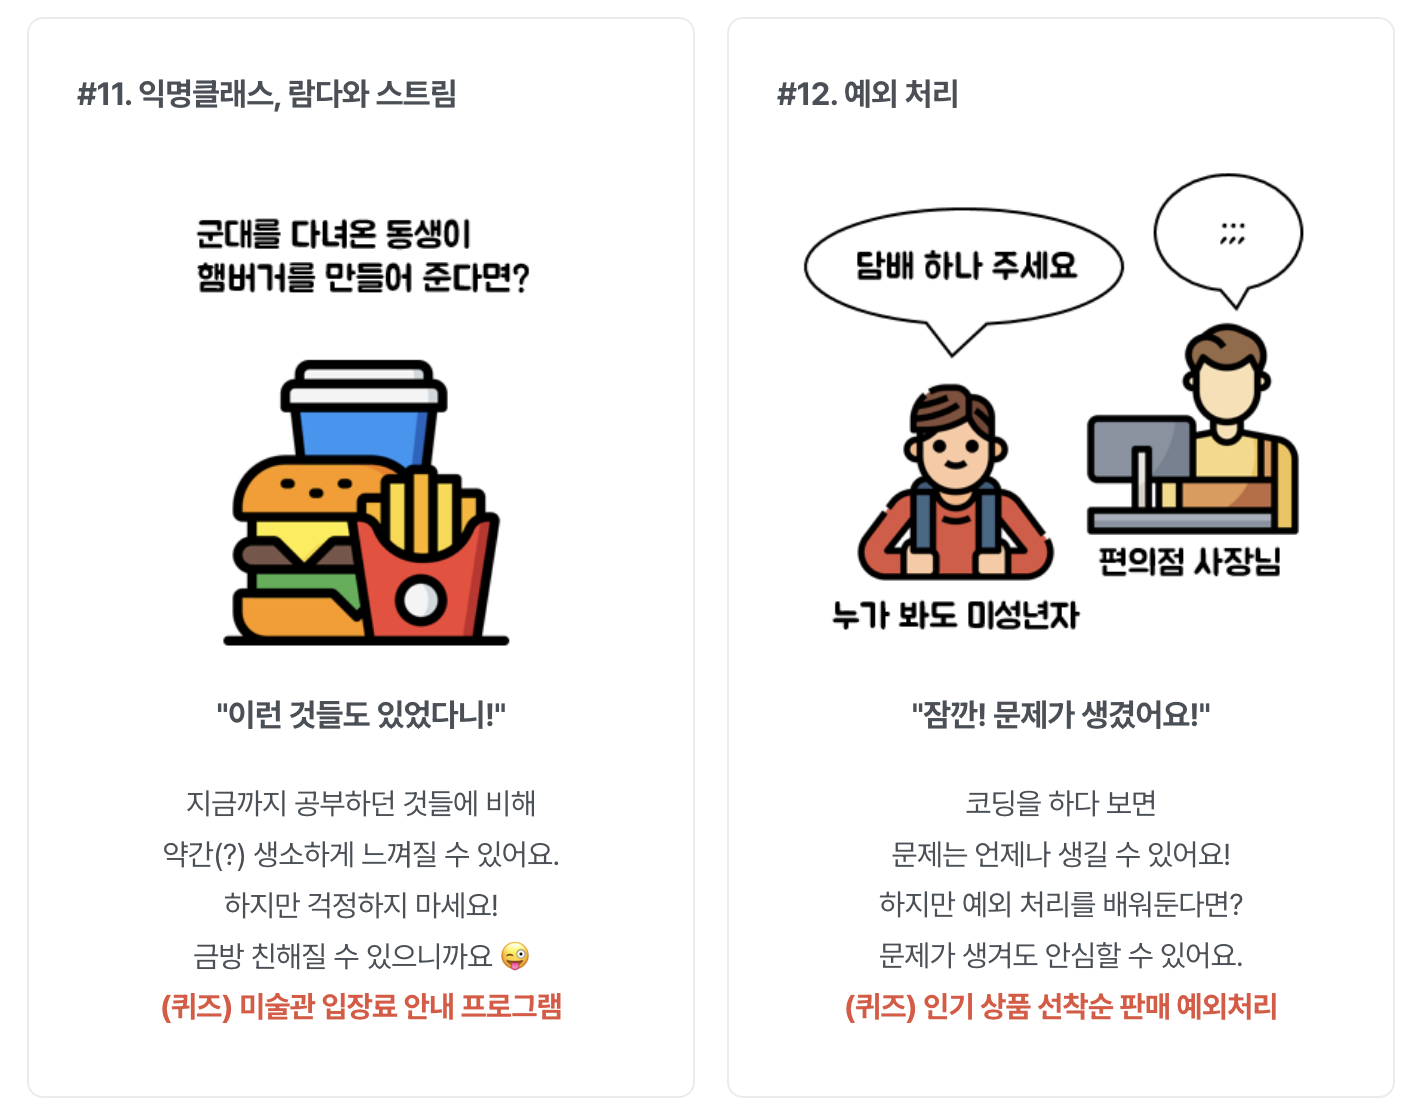 #11. 익명클래스, 람다와 스트림
군대를 다녀온 동생이
햄버거를 만들어 준다면?
"이런 것들도 있었다니!"
지금까지 공부하던 것들에 비해
약간(?) 생소하게 느껴질 수 있어요.
하지만 걱정하지 마세요!
금방 친해질 수 있으니까요 😜
(퀴즈) 미술관 입장료 안내 프로그램
#12. 예외 처리
담배 하나 주세요
;;;
편의점 사장님
누가 봐도 미성년자
"잠깐! 문제가 생겼어요!"
코딩을 하다 보면
문제는 언제나 생길 수 있어요!
하지만 예외 처리를 배워둔다면?
문제가 생겨도 안심할 수 있어요.
(퀴즈) 인기 상품 선착순 판매 예외처리